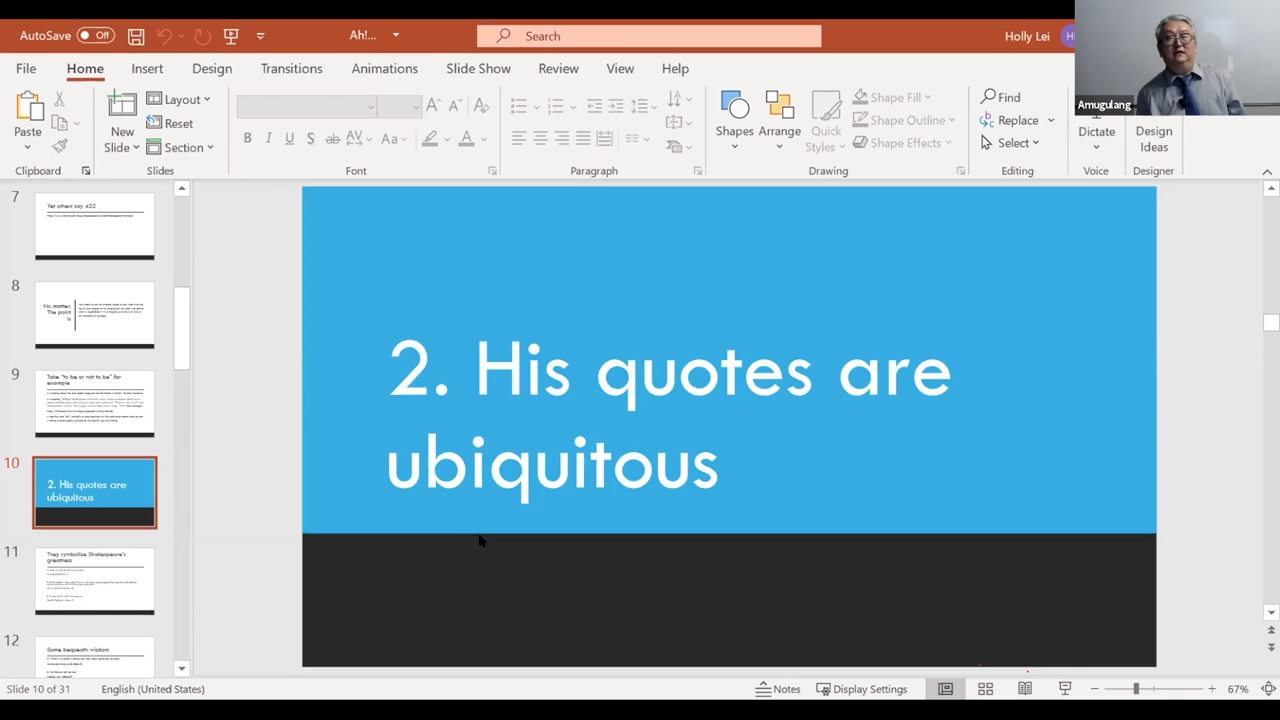 AutoSave Off Ah!... Search Holly Lei
Amugulang
File Home Insert Design Transitions Animations Slide Show Review View Help
Paste New Slide Layout Reset Section
B I U S ab AV Aa A
Shapes Arrange Quick Styles Shape Fill Shape Outline Shape Effects
Find Replace Select Dictate Design Ideas
Clipboard Slides Font Paragraph Drawing Editing Voice Designer
7
Yet others say 422
8
No matter.
The point
is
9
Take "to be or not to be" for
example
10
2. His quotes are
ubiquitous
11
They symbolize Shakespeare's
greatness
12
Some bequeath wisdom
2. His quotes are
ubiquitous
Slide 10 of 31 English (United States) Notes Display Settings 67%